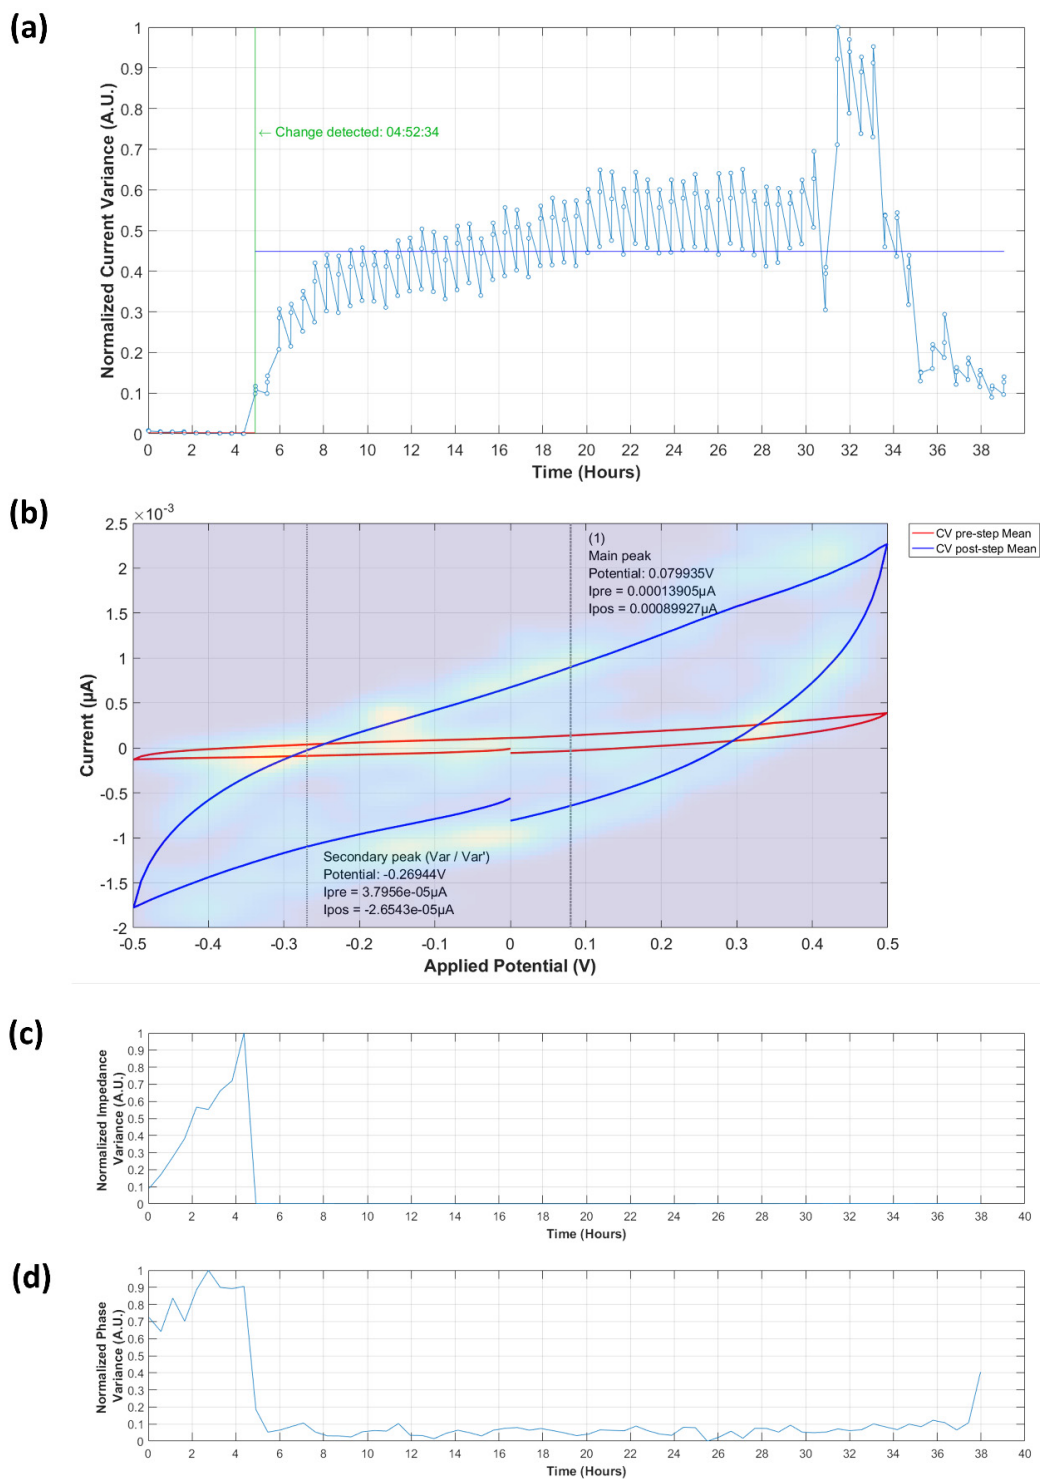 (a)
Normalized Current Variance (A.U.)
1
0.9
0.8
0.7
0.6
0.5
0.4
0.3
0.2
0.1
0
← Change detected: 04:52:34
0 2 4 6 8 10 12 14 16 18 20 22 24 26 28 30 32 34 36 38
Time (Hours)
(b)
×10⁻³
Current (µA)
2.5
2
1.5
1
0.5
0
-0.5
-1
-1.5
-2
(1)
Main peak
Potential: 0.079935V
Ipre = 0.00013905µA
Ipos = 0.00089927µA
CV pre-step Mean
CV post-step Mean
Secondary peak (Var / Var')
Potential: -0.26944V
Ipre = 3.7956e-05µA
Ipos = -2.6543e-05µA
-0.5 -0.4 -0.3 -0.2 -0.1 0 0.1 0.2 0.3 0.4 0.5
Applied Potential (V)
(c)
Normalized Impedance
Variance (A.U.)
1
0.9
0.8
0.7
0.6
0.5
0.4
0.3
0.2
0.1
0
0 2 4 6 8 10 12 14 16 18 20 22 24 26 28 30 32 34 36 38 40
Time (Hours)
(d)
Normalized Phase
Variance (A.U.)
1
0.9
0.8
0.7
0.6
0.5
0.4
0.3
0.2
0.1
0
0 2 4 6 8 10 12 14 16 18 20 22 24 26 28 30 32 34 36 38 40
Time (Hours)